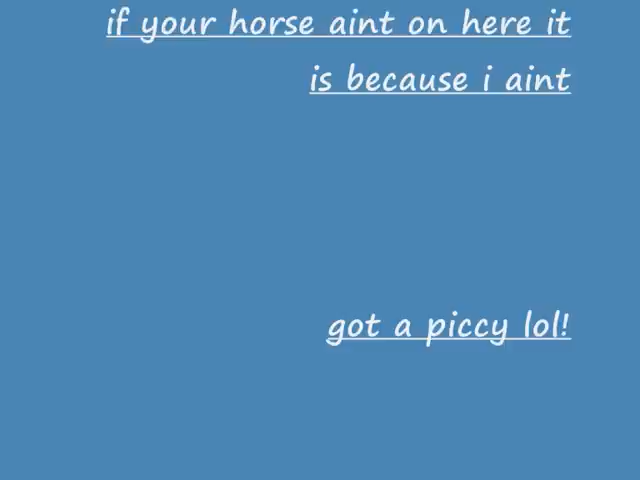 if your horse aint on here it
is because i aint
got a piccy lol!